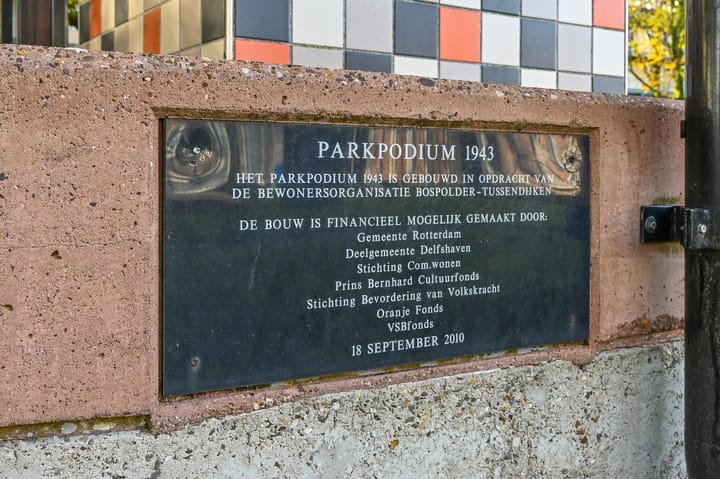 PARKPODIUM 1943
HET PARKPODIUM 1943 IS GEBOUWD IN OPDRACHT VAN
DE BEWONERSORGANISATIE BOSPOLDER-TUSSENDIJKEN
DE BOUW IS FINANCIEEL MOGELIJK GEMAAKT DOOR:
Gemeente Rotterdam
Deelgemeente Delfshaven
Stichting Com.wonen
Prins Bernhard Cultuurfonds
Stichting Bevordering van Volkskracht
Oranje Fonds
VSBfonds
18 SEPTEMBER 2010